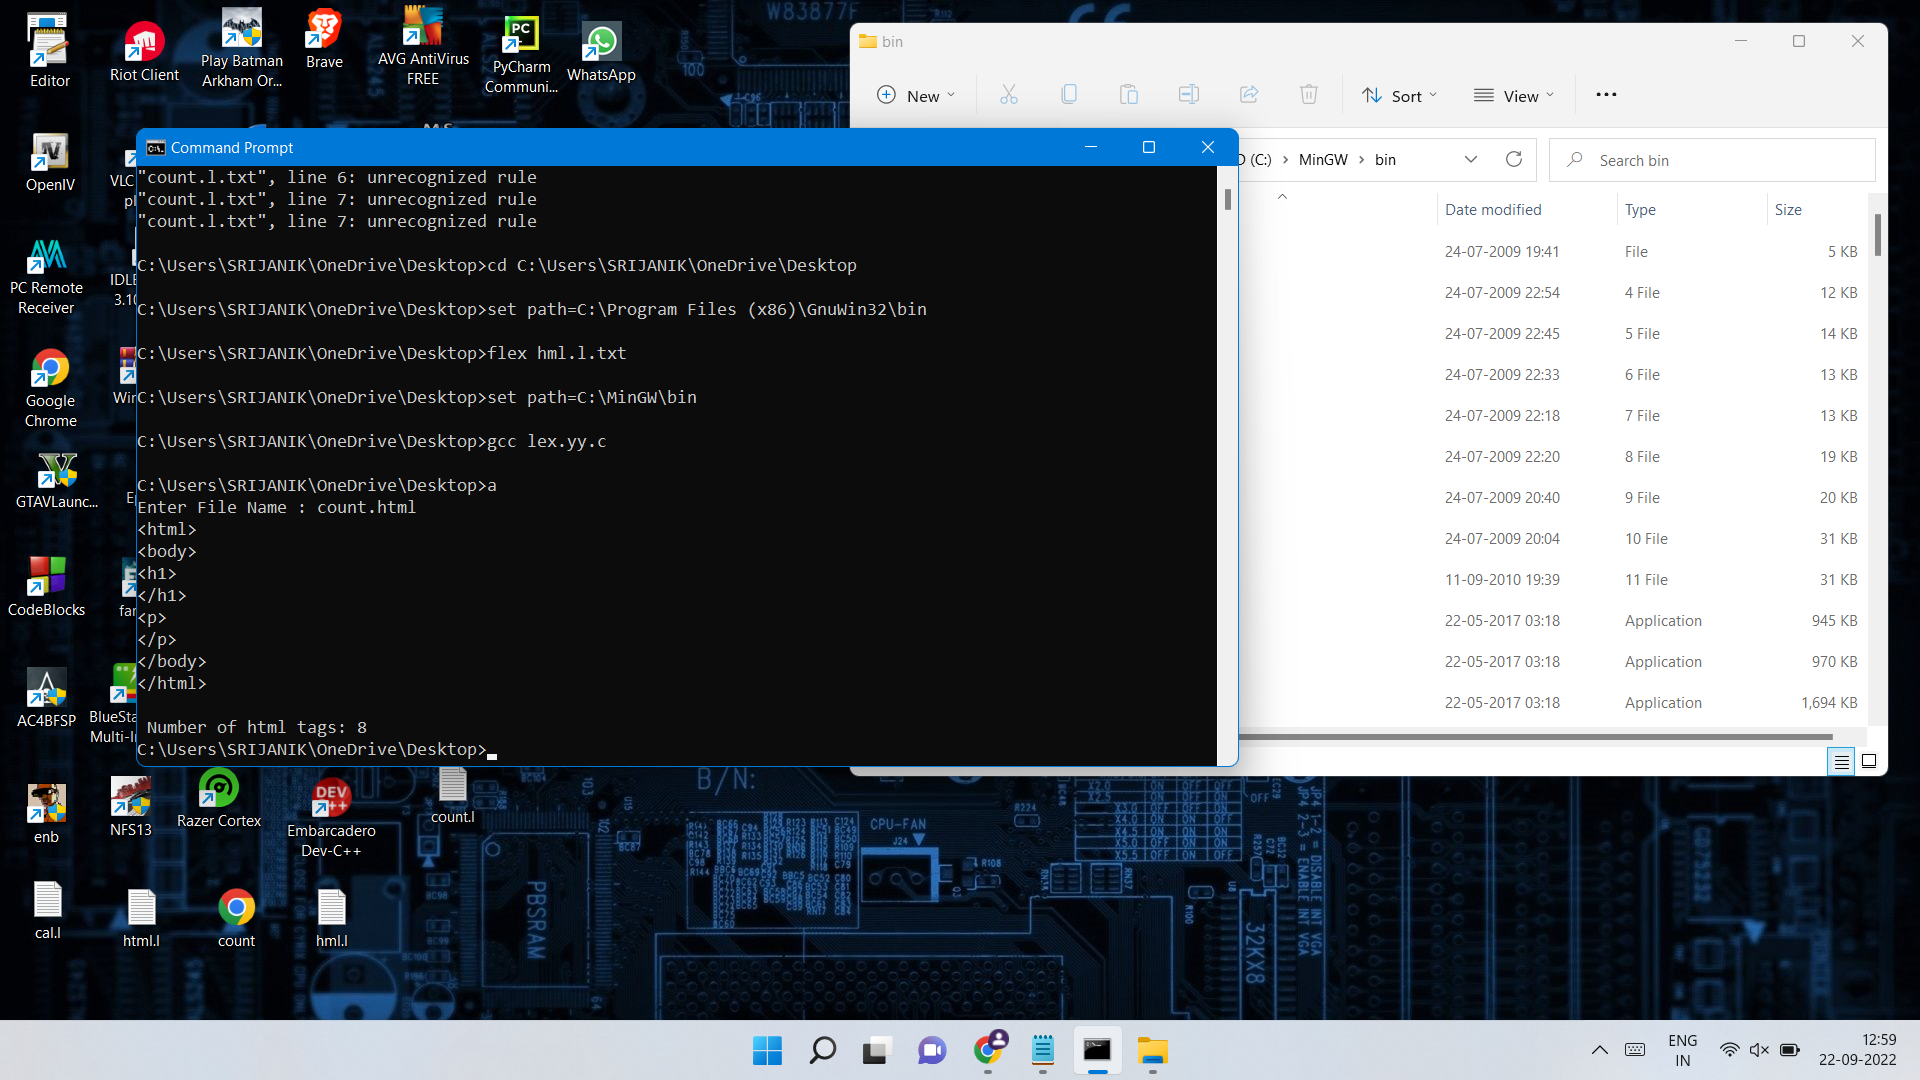 Editor
Riot Client
Play Batman
Arkham Or...
Brave
AVG AntiVirus
FREE
PyCharm
Communi...
WhatsApp
OpenIV
VLC
PC Remote
Receiver
IDLE
Google
Chrome
GTAVLaunc...
CodeBlocks
AC4BFSP
BlueSta
Multi-I
enb
NFS13
Razer Cortex
Embarcadero
Dev-C++
count.l
cal.l
html.l
count
hml.l
Command Prompt
"count.l.txt", line 6: unrecognized rule
"count.l.txt", line 7: unrecognized rule
"count.l.txt", line 7: unrecognized rule
C:\Users\SRIJANIK\OneDrive\Desktop>cd C:\Users\SRIJANIK\OneDrive\Desktop
C:\Users\SRIJANIK\OneDrive\Desktop>set path=C:\Program Files (x86)\GnuWin32\bin
C:\Users\SRIJANIK\OneDrive\Desktop>flex hml.l.txt
C:\Users\SRIJANIK\OneDrive\Desktop>set path=C:\MinGW\bin
C:\Users\SRIJANIK\OneDrive\Desktop>gcc lex.yy.c
C:\Users\SRIJANIK\OneDrive\Desktop>a
Enter File Name : count.html
<html>
<body>
<h1>
</h1>
<p>
</p>
</body>
</html>
Number of html tags: 8
C:\Users\SRIJANIK\OneDrive\Desktop>
bin
New
Sort
View
(C:) > MinGW > bin
Search bin
Date modified Type Size
24-07-2009 19:41 File 5 KB
24-07-2009 22:54 4 File 12 KB
24-07-2009 22:45 5 File 14 KB
24-07-2009 22:33 6 File 13 KB
24-07-2009 22:18 7 File 13 KB
24-07-2009 22:20 8 File 19 KB
24-07-2009 20:40 9 File 20 KB
24-07-2009 20:04 10 File 31 KB
11-09-2010 19:39 11 File 31 KB
22-05-2017 03:18 Application 945 KB
22-05-2017 03:18 Application 970 KB
22-05-2017 03:18 Application 1,694 KB
W83877F
B/N:
CPU-FAN
J24
PBSRAM
32KX8
ENG
IN
12:59
22-09-2022